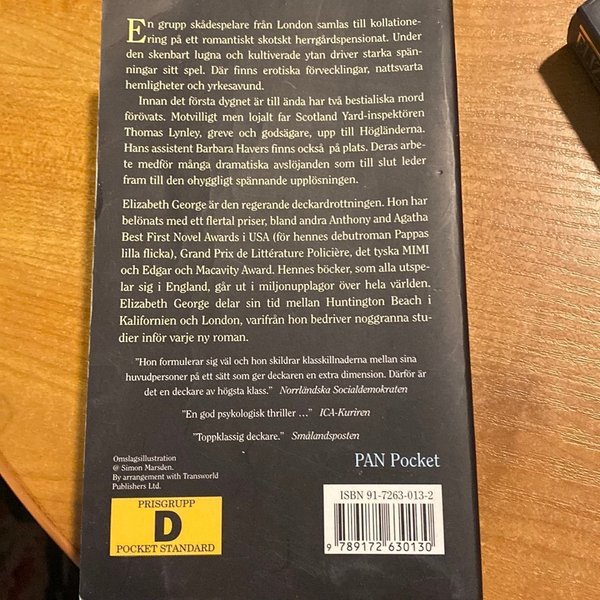 En grupp skådespelare från London samlas till kollatione-
ering på ett romantiskt skotskt herrgårdspensionat. Under
den skenbart lugna och kultiverade ytan driver starka spän-
ningar sitt spel. Där finns erotiska förvecklingar, nattsvarta
hemligheter och yrkesavund.
Innan det första dygnet är till ända har två bestialiska mord
förövats. Motvilligt men lojalt far Scotland Yard-inspektören
Thomas Lynley, greve och godsägare, upp till Högländerna.
Hans assistent Barbara Havers finns också på plats. Deras arbe-
te medför många dramatiska avslöjanden som till slut leder
fram till den ohyggligt spännande upplösningen.
Elizabeth George är den regerande deckardrottningen. Hon har
belönats med ett flertal priser, bland andra Anthony and Agatha
Best First Novel Awards i USA (för hennes debutroman Pappas
lilla flicka), Grand Prix de Littérature Policière, det tyska MIMI
och Edgar och Macavity Award. Hennes böcker, som alla utspe-
lar sig i England, går ut i miljonupplagor över hela världen.
Elizabeth George delar sin tid mellan Huntington Beach i
Kalifornien och London, varifrån hon bedriver noggranna stu-
dier inför varje ny roman.
"Hon formulerar sig väl och hon skildrar klasskillnaderna mellan sina
huvudpersoner på ett sätt som ger deckaren en extra dimension. Därför är
det en deckare av högsta klass." Norrländska Socialdemokraten
"En god psykologisk thriller ..." ICA-Kuriren
"Toppklassig deckare." Smålandsposten
Omslagsillustration
@ Simon Marsden.
By arrangement with Transworld
Publishers Ltd.
PAN Pocket
PRISGRUPP
D
POCKET STANDARD
ISBN 91-7263-013-2
9 789172 630130